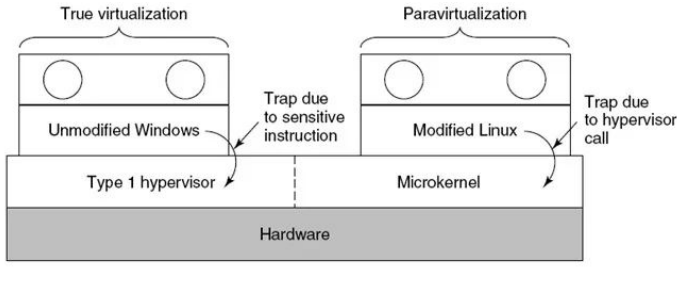 True virtualization
Paravirtualization
Trap due
to sensitive
instruction
Trap due
to hypervisor
call
Unmodified Windows
Modified Linux
Type 1 hypervisor
Microkernel
Hardware